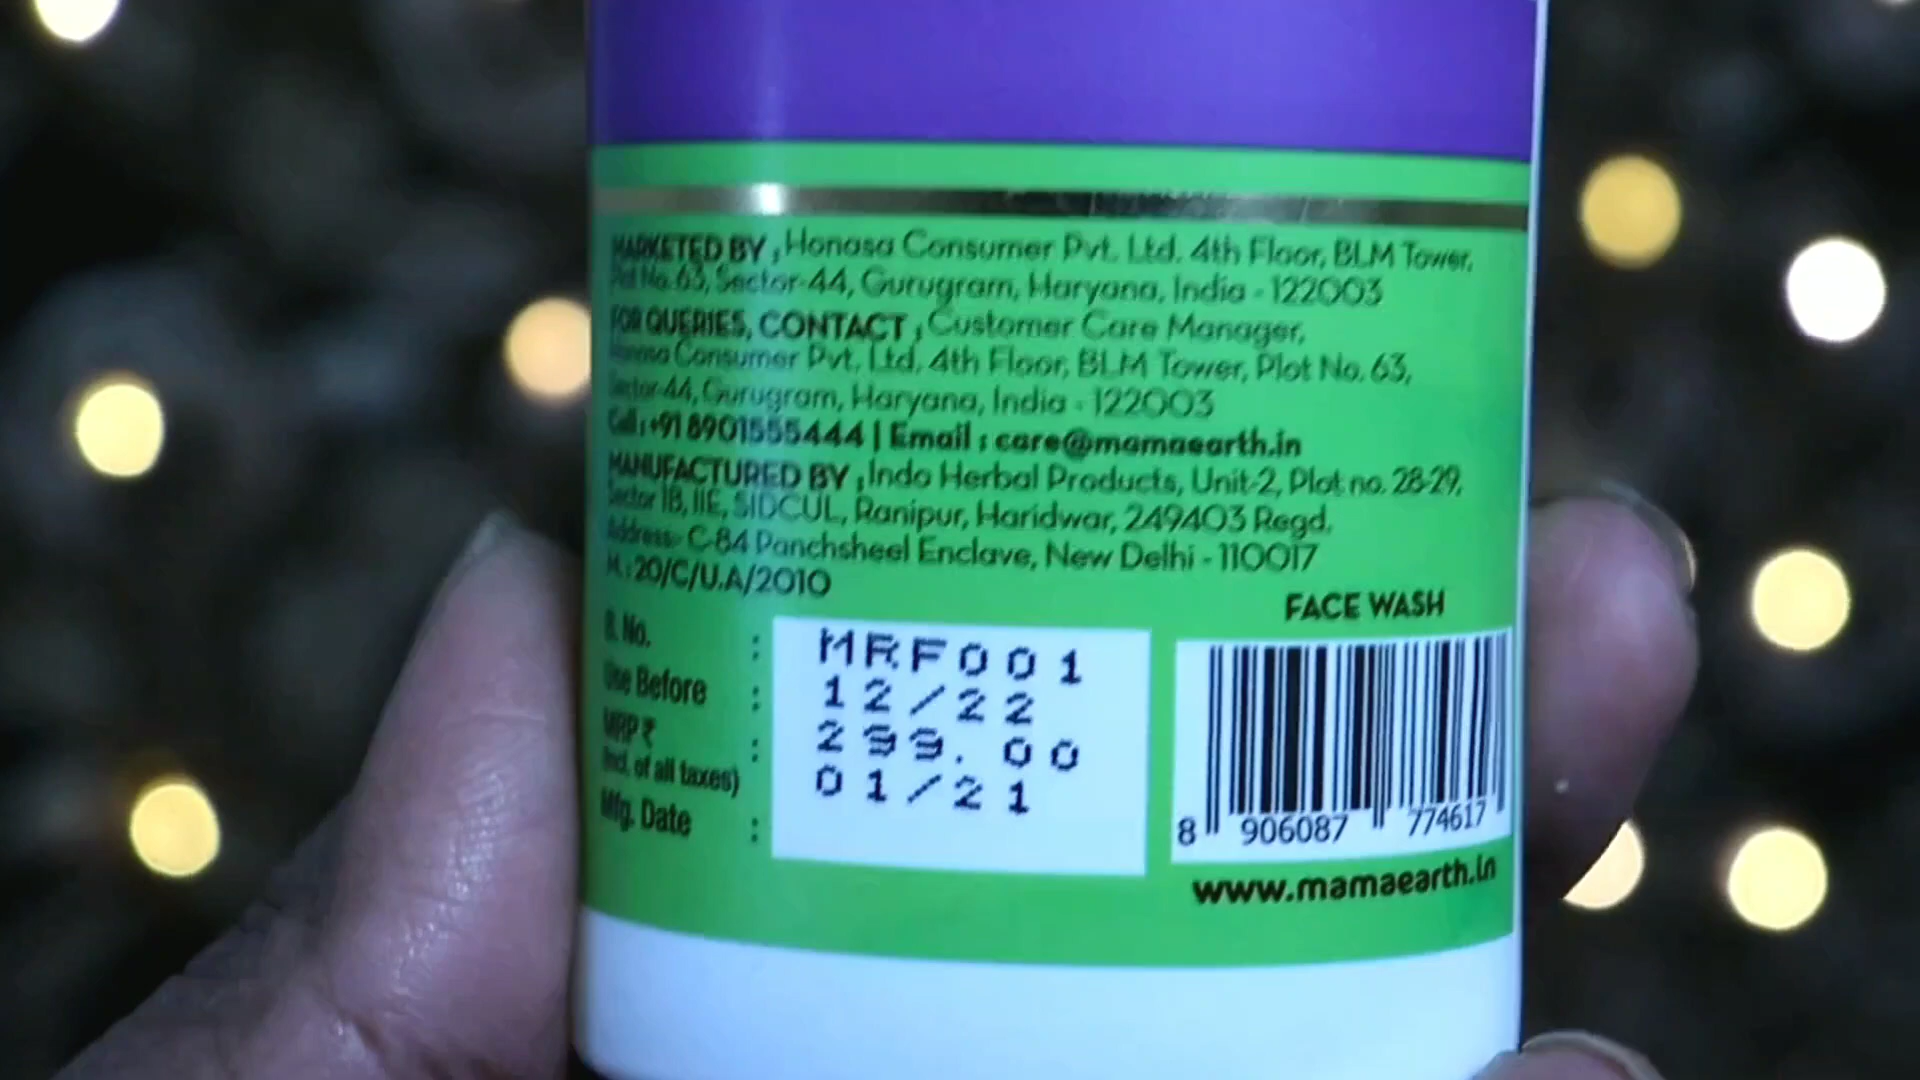 MARKETED BY : Honasa Consumer Pvt. Ltd. 4th Floor, BLM Tower,
Plot No. 63, Sector-44, Gurugram, Haryana, India - 122003
FOR QUERIES, CONTACT : Customer Care Manager,
Honasa Consumer Pvt. Ltd. 4th Floor, BLM Tower, Plot No. 63,
Sector-44, Gurugram, Haryana, India - 122003
Call : +91 8901555444 | Email : care@mamaearth.in
MANUFACTURED BY : Indo Herbal Products, Unit-2, Plot no. 28-29,
Sector 1B, IIE, SIDCUL, Ranipur, Haridwar, 249403 Regd.
Address:- C-84 Panchsheel Enclave, New Delhi - 110017
M. : 20/C/U.A/2010
FACE WASH
B. No. : MRF001
Use Before : 12/22
MRP ₹ : 299.00
(Incl. of all taxes)
Mfg. Date : 01/21
8 906087 774617
www.mamaearth.in